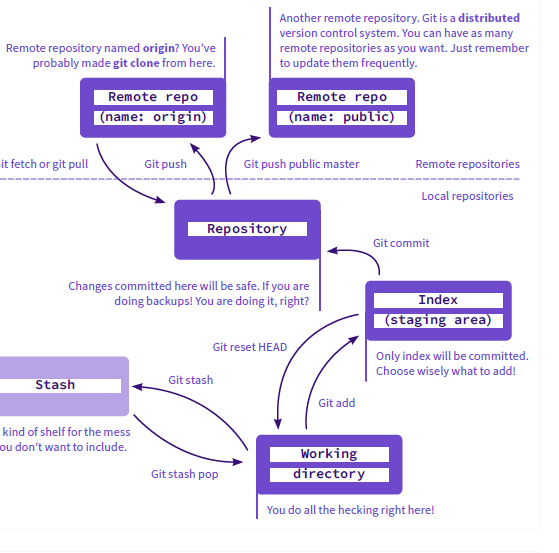 Another remote repository. Git is a distributed
version control system. You can have as many
remote repositories as you want. Just remember
to update them frequently.
Remote repository named origin? You've
probably made git clone from here.
Remote repo
(name: origin)
Remote repo
(name: public)
it fetch or git pull
Git push
Git push public master
Remote repositories
Local repositories
Repository
Git commit
Changes committed here will be safe. If you are
doing backups! You are doing it, right?
Index
(staging area)
Git reset HEAD
Only index will be committed.
Choose wisely what to add!
Stash
Git stash
Git add
kind of shelf for the mess
ou don't want to include.
Git stash pop
Working
directory
You do all the hecking right here!